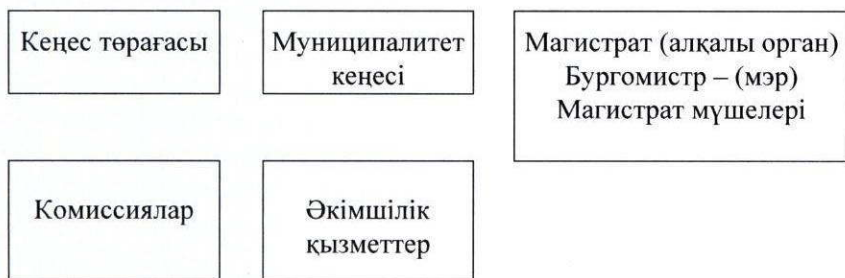 Кеңес төрағасы
Муниципалитет
кеңесі
Магистрат (алқалы орган)
Бургомистр – (мэр)
Магистрат мүшелері
Комиссиялар
Әкімшілік
қызметтер